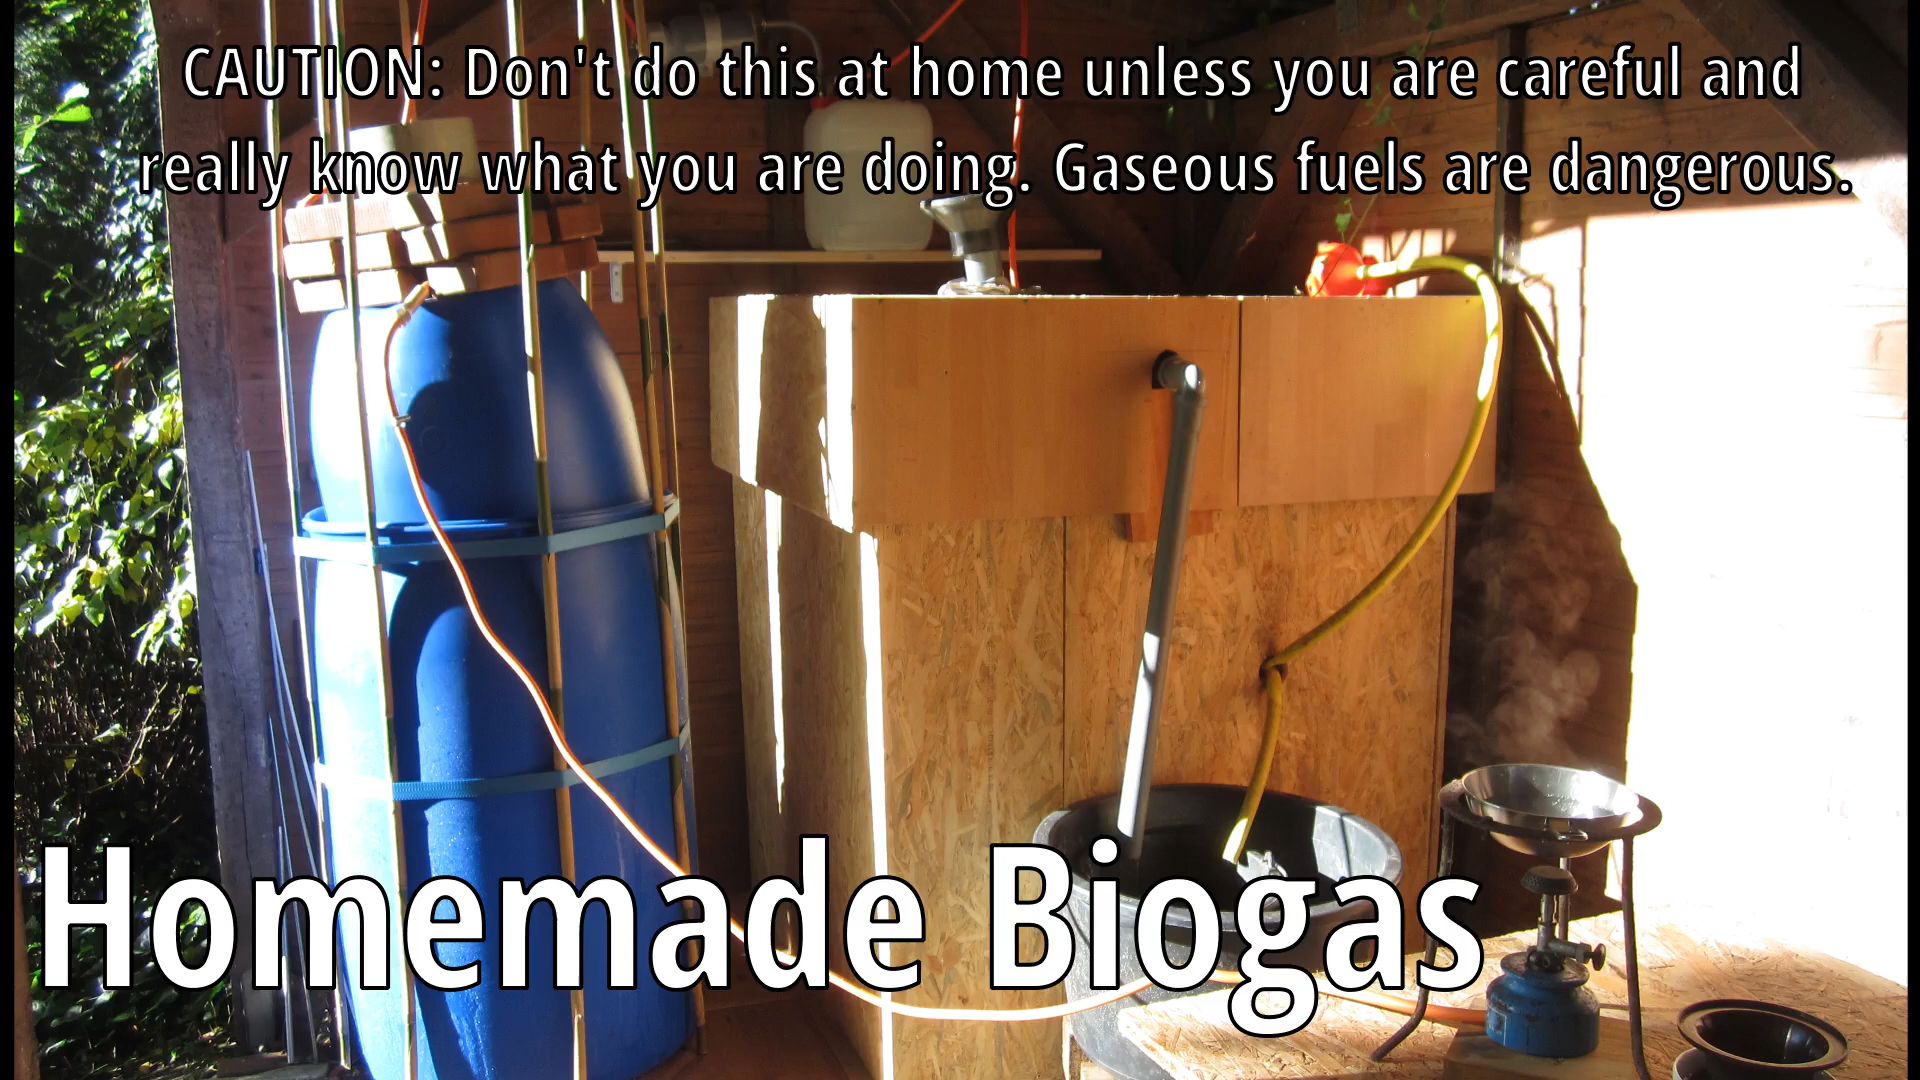 CAUTION: Don't do this at home unless you are careful and
really know what you are doing. Gaseous fuels are dangerous.
Homemade Biogas